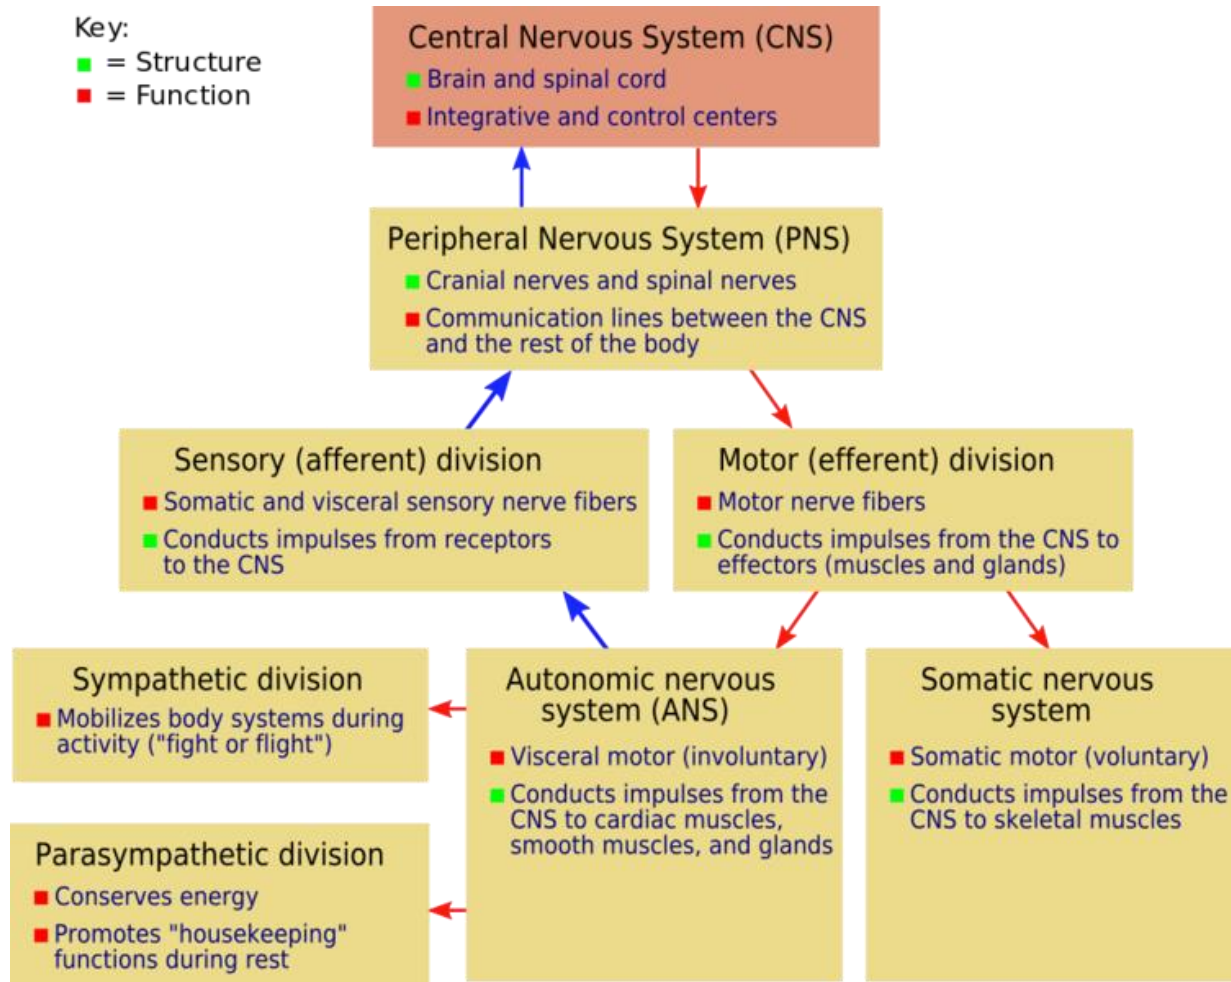 Key:
= Structure
= Function
Central Nervous System (CNS)
Brain and spinal cord
Integrative and control centers
Peripheral Nervous System (PNS)
Cranial nerves and spinal nerves
Communication lines between the CNS
and the rest of the body
Sensory (afferent) division
Somatic and visceral sensory nerve fibers
Conducts impulses from receptors
to the CNS
Motor (efferent) division
Motor nerve fibers
Conducts impulses from the CNS to
effectors (muscles and glands)
Sympathetic division
Mobilizes body systems during
activity ("fight or flight")
Autonomic nervous
system (ANS)
Visceral motor (involuntary)
Conducts impulses from the
CNS to cardiac muscles,
smooth muscles, and glands
Somatic nervous
system
Somatic motor (voluntary)
Conducts impulses from the
CNS to skeletal muscles
Parasympathetic division
Conserves energy
Promotes "housekeeping"
functions during rest